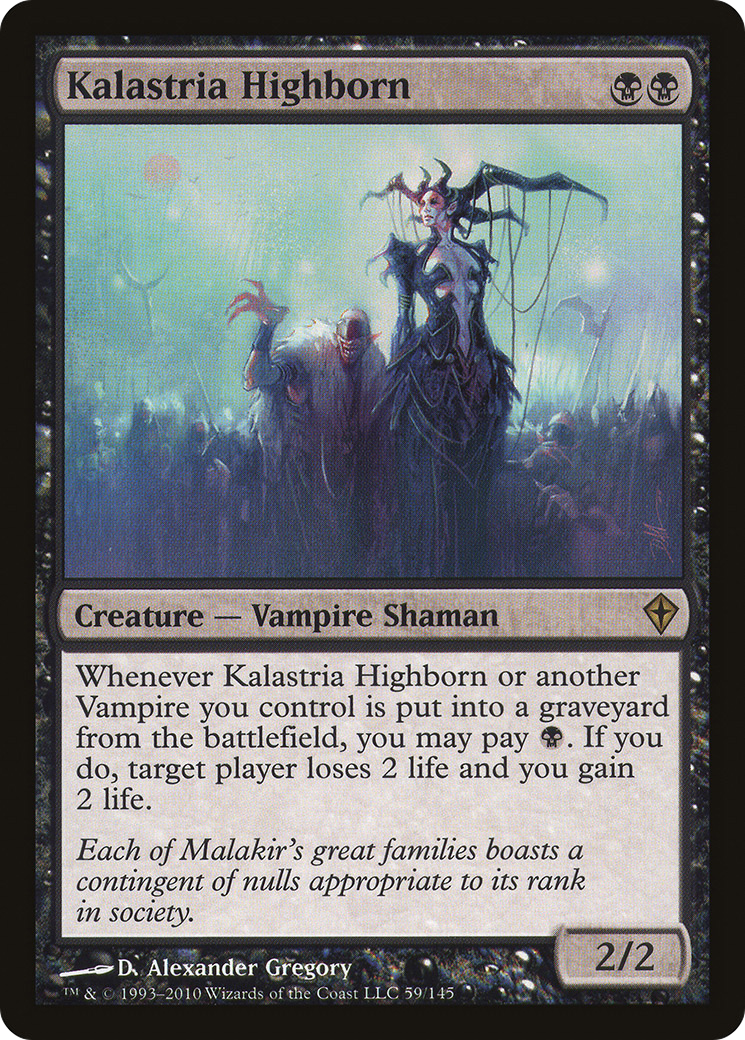 Kalastria Highborn
Creature — Vampire Shaman
Whenever Kalastria Highborn or another
Vampire you control is put into a graveyard
from the battlefield, you may pay . If you
do, target player loses 2 life and you gain
2 life.
Each of Malakir's great families boasts a
contingent of nulls appropriate to its rank
in society.
2/2
D. Alexander Gregory
™ & © 1993–2010 Wizards of the Coast LLC 59/145